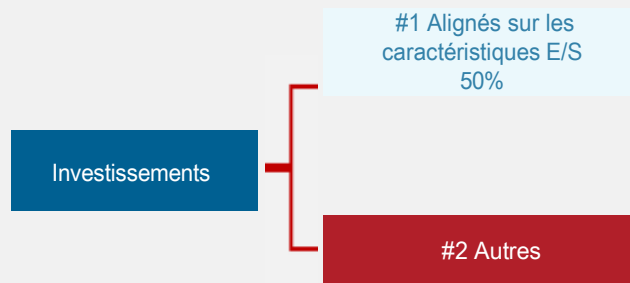 #1 Alignés sur les
caractéristiques E/S
50%
Investissements
#2 Autres